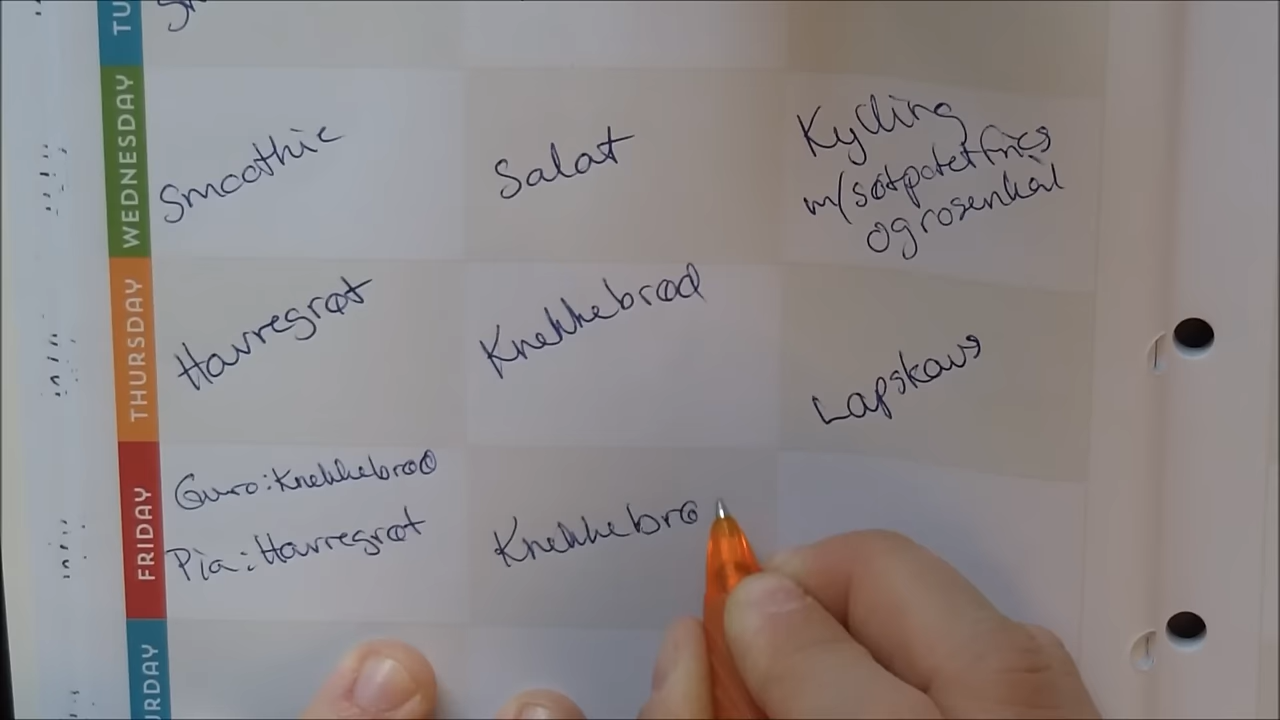 TU
WEDNESDAY
Smoothie
Salat
Kylling
m/søtpotetfries
og rosenkål
THURSDAY
Havregrøt
Knekkebrød
Lapskaus
FRIDAY
Guro: Knekkebrød
Pia: Havregrøt
Knekkebrø
URDAY